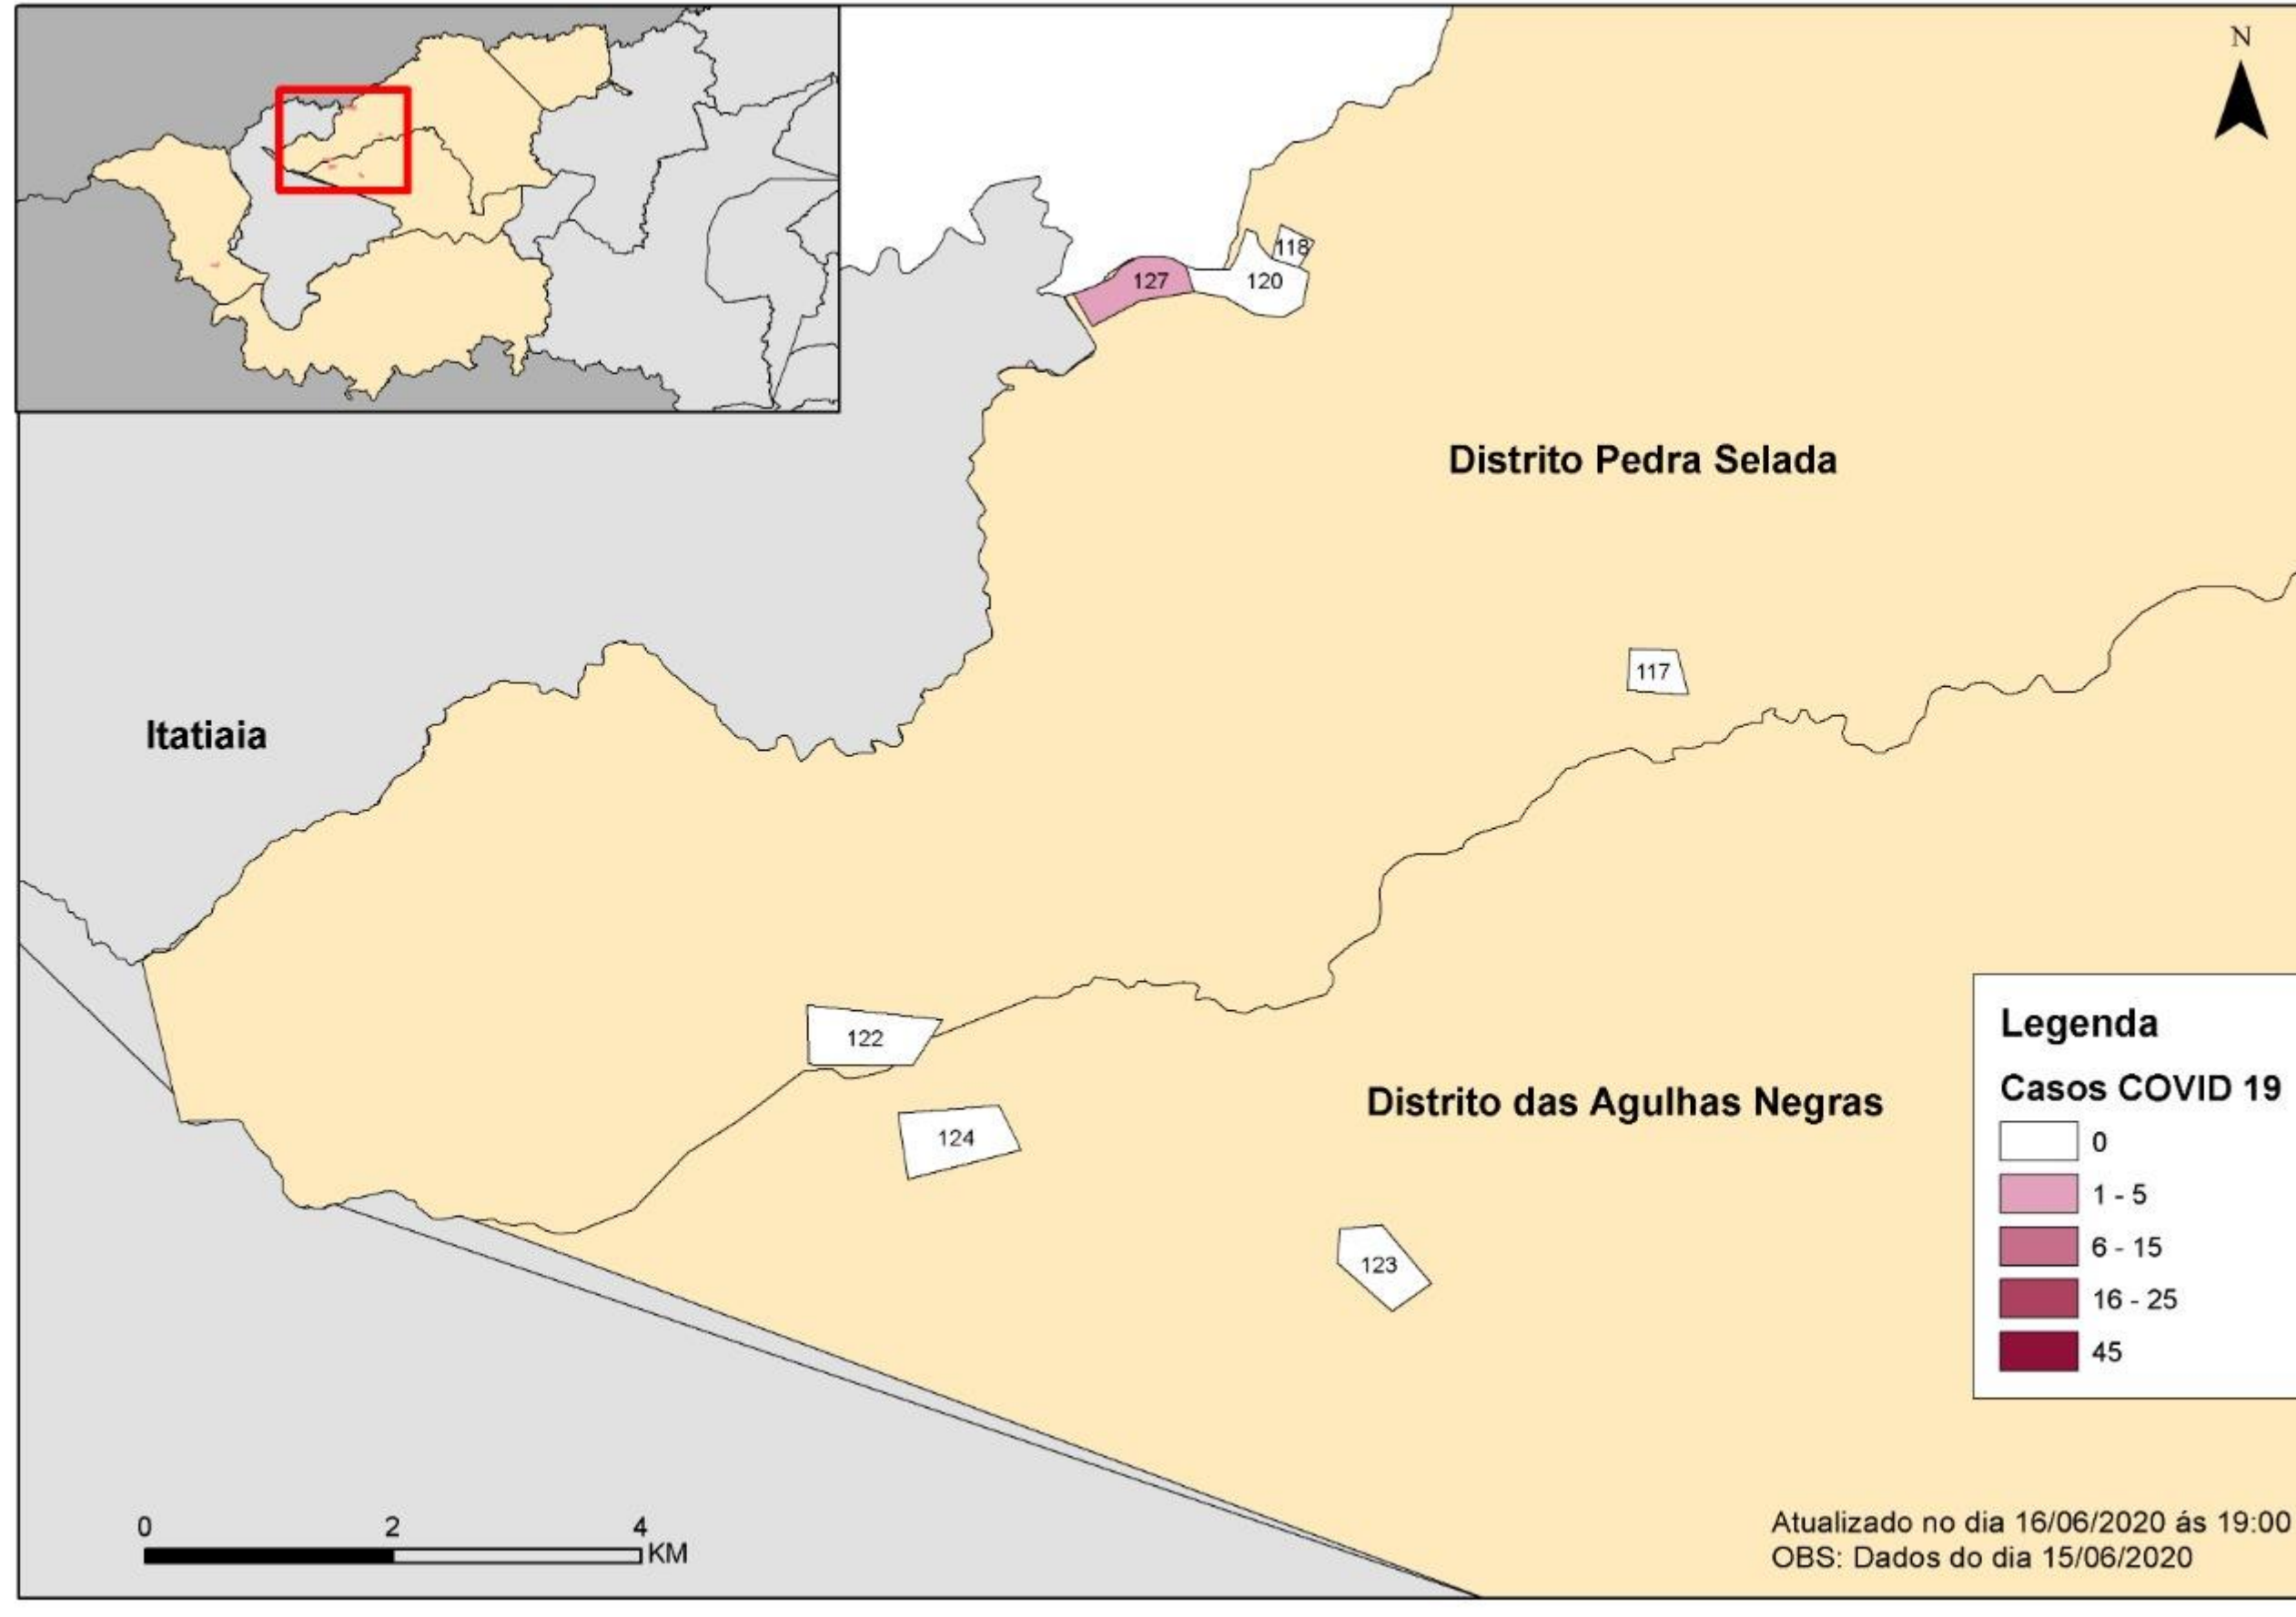 N
118
127
120
Distrito Pedra Selada
117
Itatiaia
122
Distrito das Agulhas Negras
124
123
Legenda
Casos COVID 19
0
1 - 5
6 - 15
16 - 25
45
0 2 4
KM
Atualizado no dia 16/06/2020 ás 19:00
OBS: Dados do dia 15/06/2020